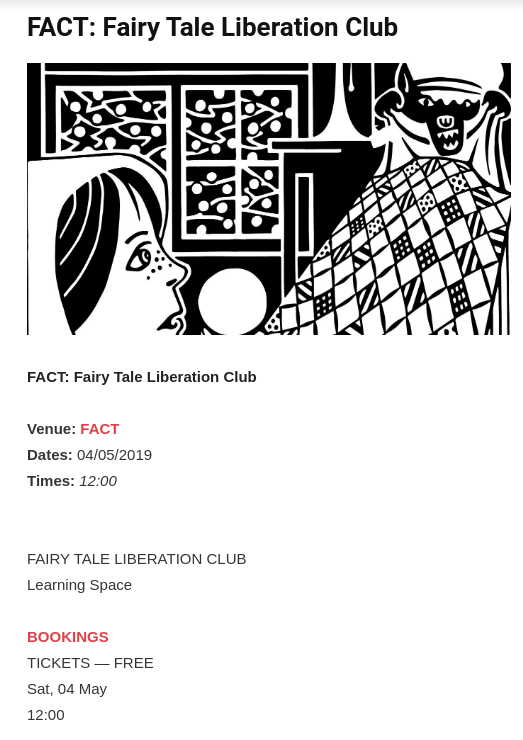 FACT: Fairy Tale Liberation Club
FACT: Fairy Tale Liberation Club
Venue: FACT
Dates: 04/05/2019
Times: 12:00
FAIRY TALE LIBERATION CLUB
Learning Space
BOOKINGS
TICKETS — FREE
Sat, 04 May
12:00